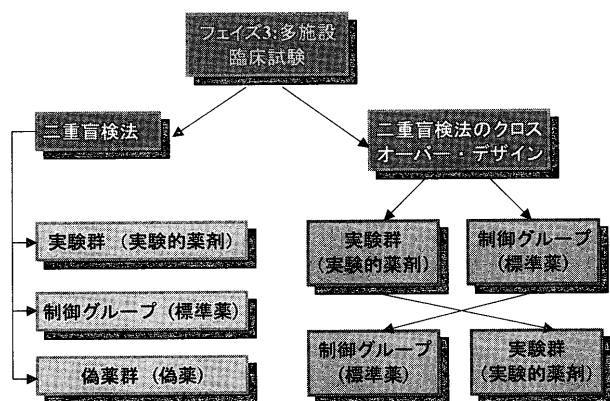 フェイズ3:多施設
臨床試験
二重盲検法
二重盲検法のクロス
オーバー・デザイン
実験群 (実験的薬剤)
制御グループ (標準薬)
偽薬群 (偽薬)
実験群
(実験的薬剤)
制御グループ
(標準薬)
制御グループ
(標準薬)
実験群
(実験的薬剤)